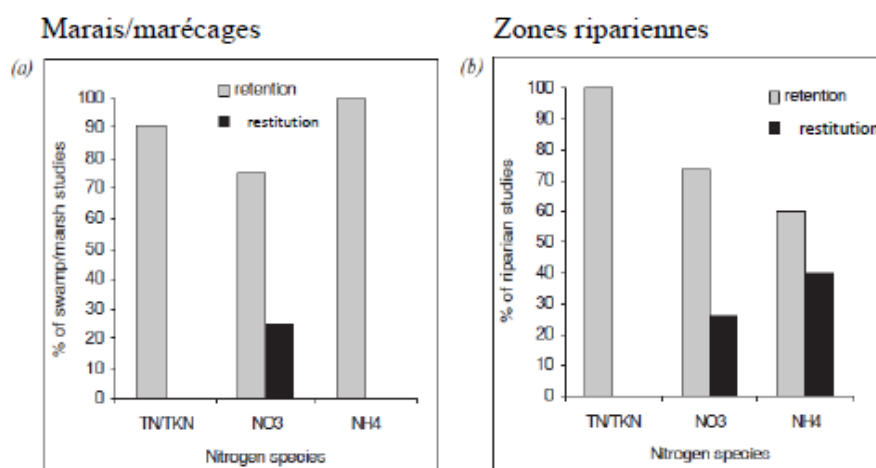 Marais/marécages
Zones ripariennes
(a)
retention
restitution
100
90
80
70
60
50
40
30
20
10
0
% of swamp/marsh studies
TN/TKN NO3 NH4
Nitrogen species
(b)
retention
restitution
100
90
80
70
60
50
40
30
20
10
0
% of riparian studies
TN/TKN NO3 NH4
Nitrogen species